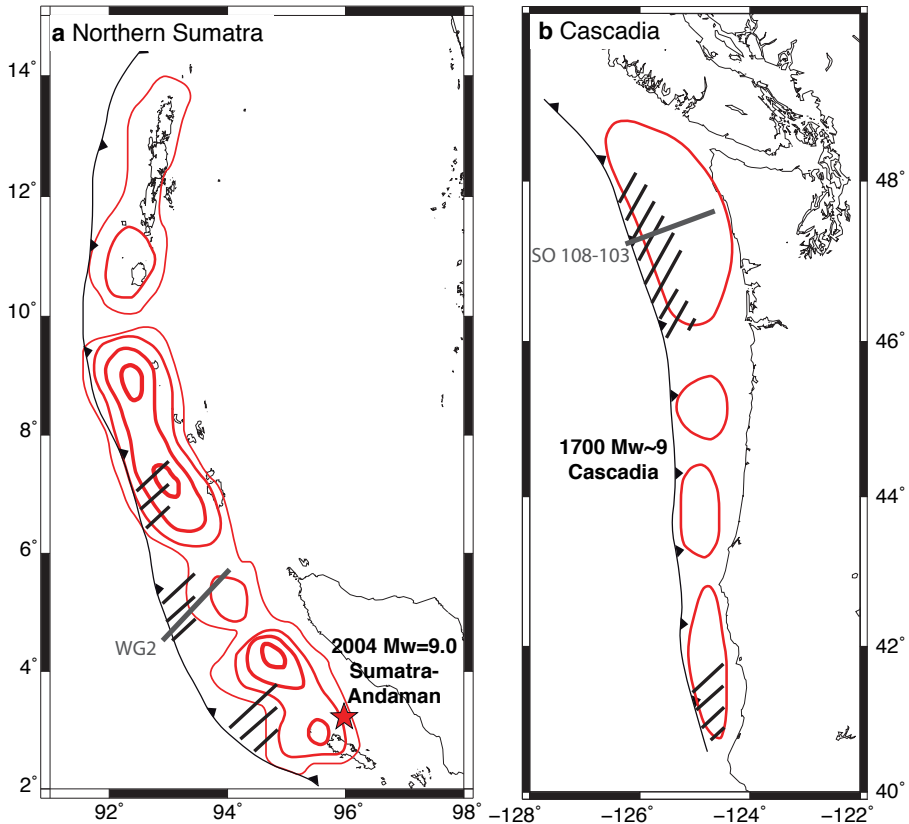 a Northern Sumatra
14°
12°
10°
8°
6°
4°
2°
92° 94° 96° 98°
WG2
2004 Mw=9.0
Sumatra-
Andaman
b Cascadia
48°
46°
44°
42°
40°
−128° −126° −124° −122°
SO 108-103
1700 Mw~9
Cascadia